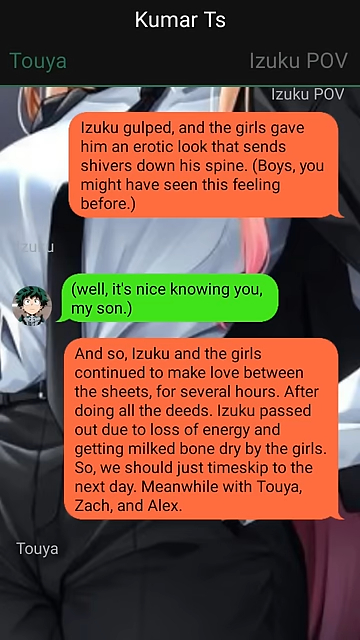 Kumar Ts
Touya
Izuku POV
Izuku POV
Izuku gulped, and the girls gave
him an erotic look that sends
shivers down his spine. (Boys, you
might have seen this feeling
before.)
Izuku
(well, it's nice knowing you,
my son.)
And so, Izuku and the girls
continued to make love between
the sheets, for several hours. After
doing all the deeds. Izuku passed
out due to loss of energy and
getting milked bone dry by the girls.
So, we should just timeskip to the
next day. Meanwhile with Touya,
Zach, and Alex.
Touya